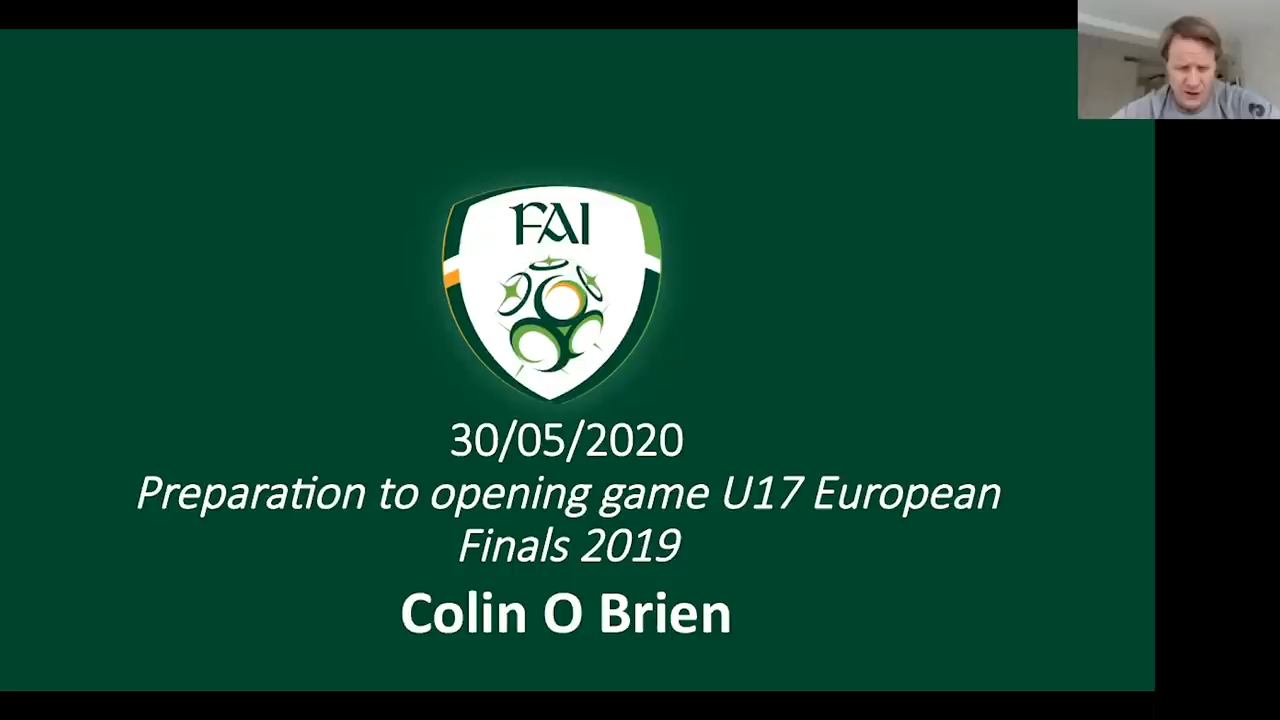 FAI
30/05/2020
Preparation to opening game U17 European
Finals 2019
Colin O Brien